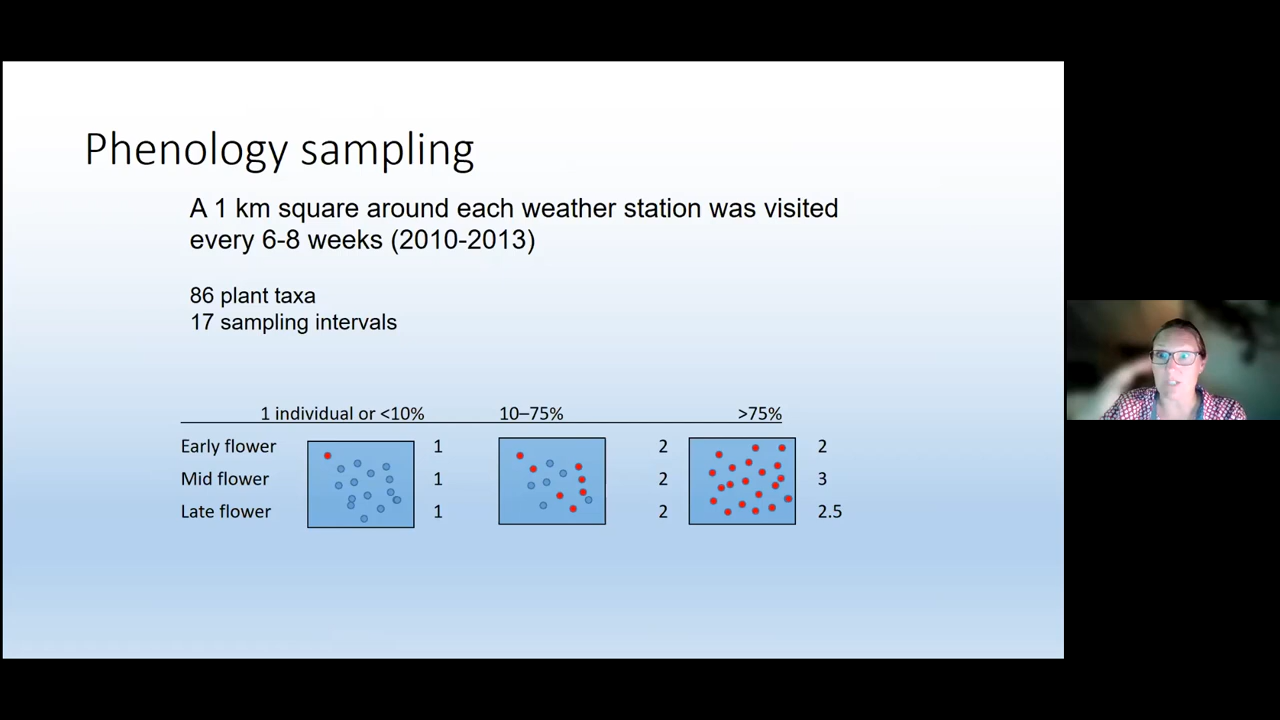 Phenology sampling
A 1 km square around each weather station was visited
every 6-8 weeks (2010-2013)
86 plant taxa
17 sampling intervals
1 individual or <10% 10–75% >75%
Early flower 1 2 2
Mid flower 1 2 3
Late flower 1 2 2.5